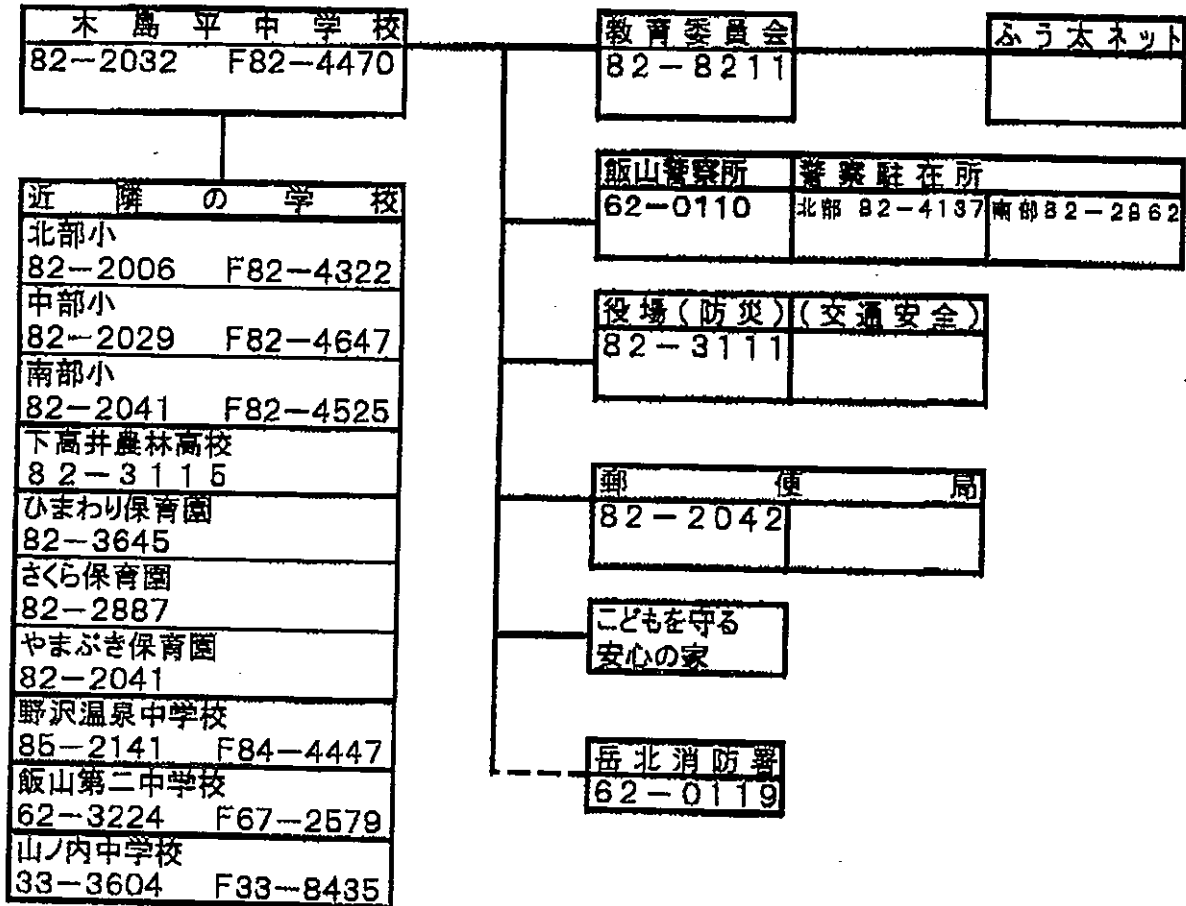 木島平中学校
82-2032 F82-4470
近隣の学校
北部小
82-2006 F82-4322
中部小
82-2029 F82-4647
南部小
82-2041 F82-4525
下高井農林高校
82-3115
ひまわり保育園
82-3645
さくら保育園
82-2887
やまぶき保育園
82-2041
野沢温泉中学校
85-2141 F84-4447
飯山第二中学校
62-3224 F67-2579
山ノ内中学校
33-3604 F33-8435
教育委員会
82-8211
ふう太ネット
飯山警察所 警察駐在所
62-0110 北部 82-4137 南部82-2862
役場(防災) (交通安全)
82-3111
郵便局
82-2042
こどもを守る
安心の家
岳北消防署
62-0119